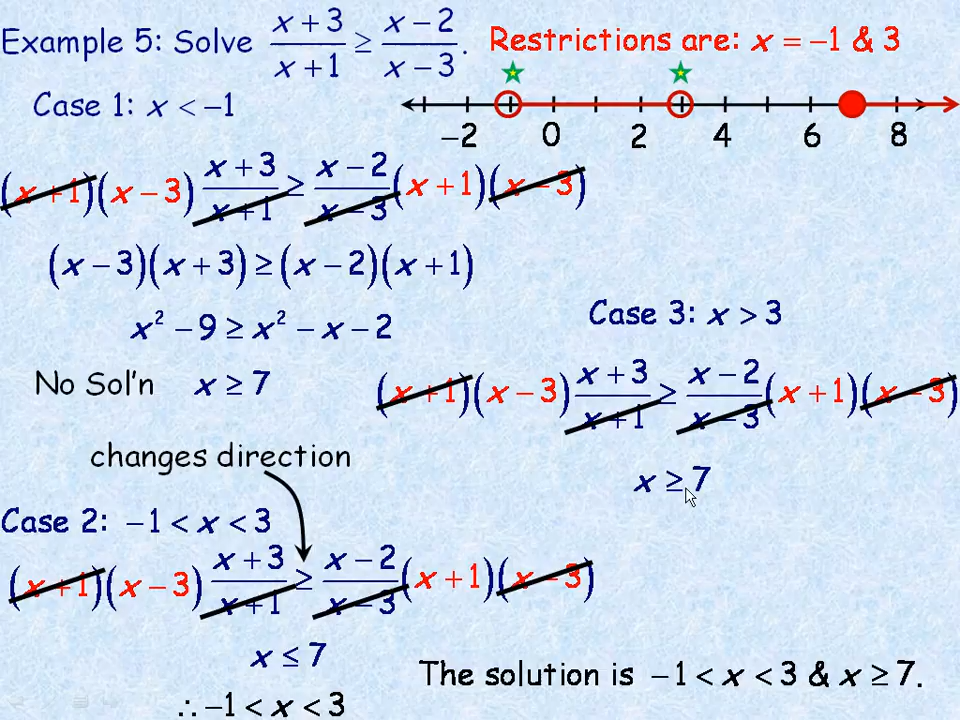 Example 5: Solve (x + 3)/(x + 1) ≥ (x − 2)/(x − 3).
Restrictions are: x = −1 & 3
Case 1: x < −1
−2 0 2 4 6 8
(x + 1)(x − 3) (x + 3)/(x + 1) ≥ (x − 2)/(x − 3) (x + 1)(x − 3)
(x − 3)(x + 3) ≥ (x − 2)(x + 1)
x² − 9 ≥ x² − x − 2
No Sol'n x ≥ 7
changes direction
Case 2: −1 < x < 3
(x + 1)(x − 3) (x + 3)/(x + 1) ≥ (x − 2)/(x − 3) (x + 1)(x − 3)
x ≤ 7
∴ −1 < x < 3
Case 3: x > 3
(x + 1)(x − 3) (x + 3)/(x + 1) ≥ (x − 2)/(x − 3) (x + 1)(x − 3)
x ≥ 7
The solution is −1 < x < 3 & x ≥ 7.